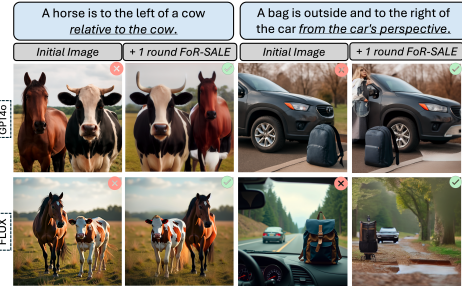 A horse is to the left of a cow
relative to the cow.
A bag is outside and to the right of
the car from the car's perspective.
Initial Image
+ 1 round FoR-SALE
Initial Image
+ 1 round FoR-SALE
GPT4o
FLUX